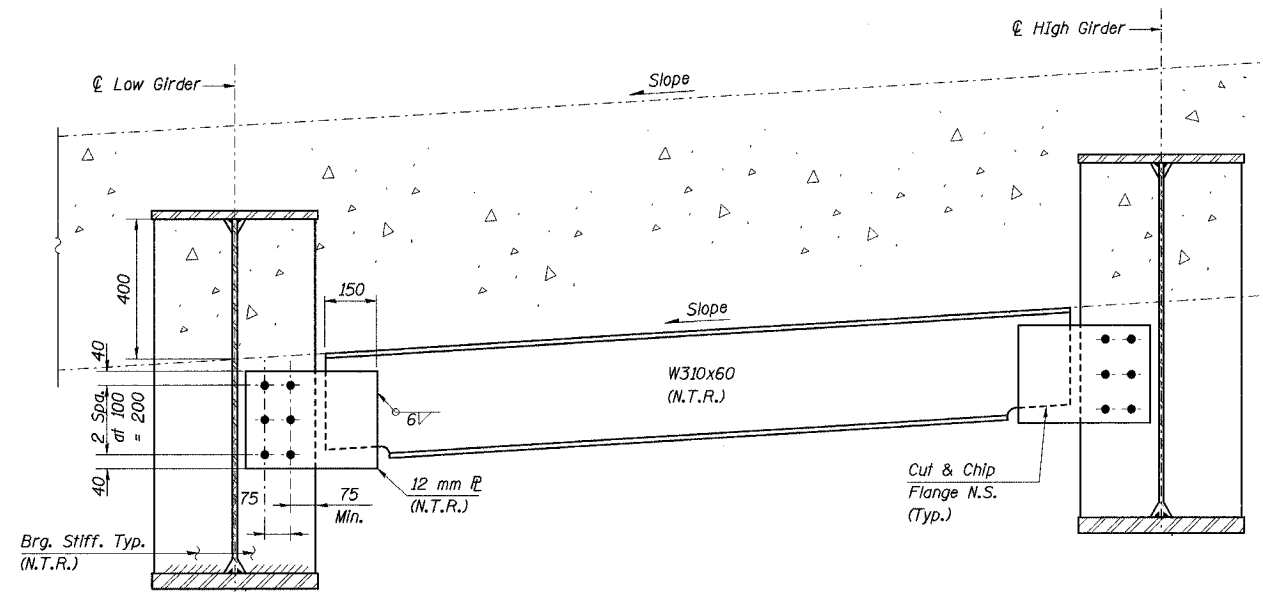 ℄ High Girder
℄ Low Girder
Slope
400
150
Slope
40
W310x60
(N.T.R.)
2 Spa.
at 100
= 200
6
40
75
75
Min.
12 mm ⅊
(N.T.R.)
Cut & Chip
Flange N.S.
(Typ.)
Brg. Stiff. Typ.
(N.T.R.)